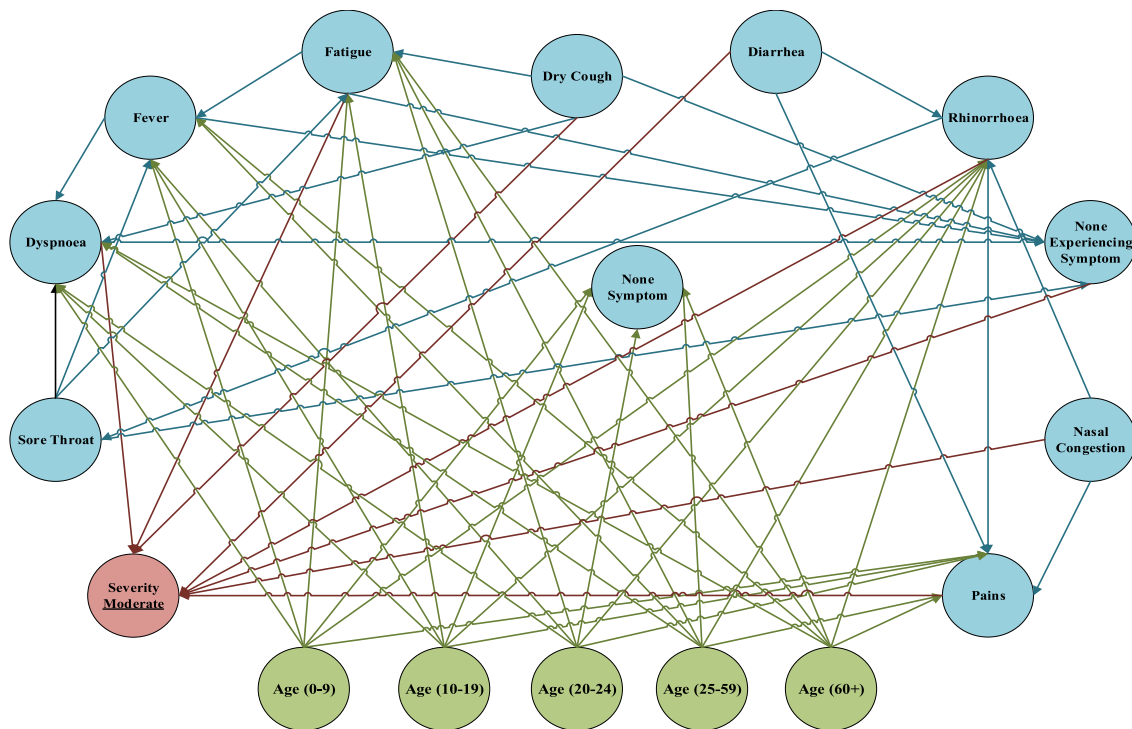 Fatigue
Diarrhea
Dry Cough
Fever
Rhinorrhoea
Dyspnoea
None
Experiencing
Symptom
None
Symptom
Sore Throat
Nasal
Congestion
Severity
Moderate
Pains
Age (0-9)
Age (10-19)
Age (20-24)
Age (25-59)
Age (60+)